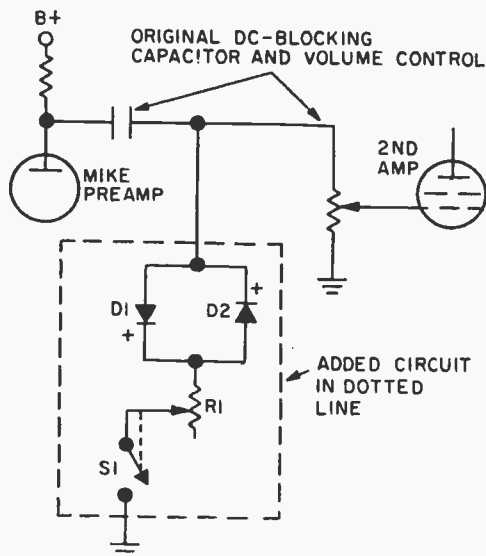 B+
ORIGINAL DC-BLOCKING
CAPACITOR AND VOLUME CONTROL
MIKE
PREAMP
2ND
AMP
+
D1
D2
+
R1
S1
ADDED CIRCUIT
IN DOTTED
LINE